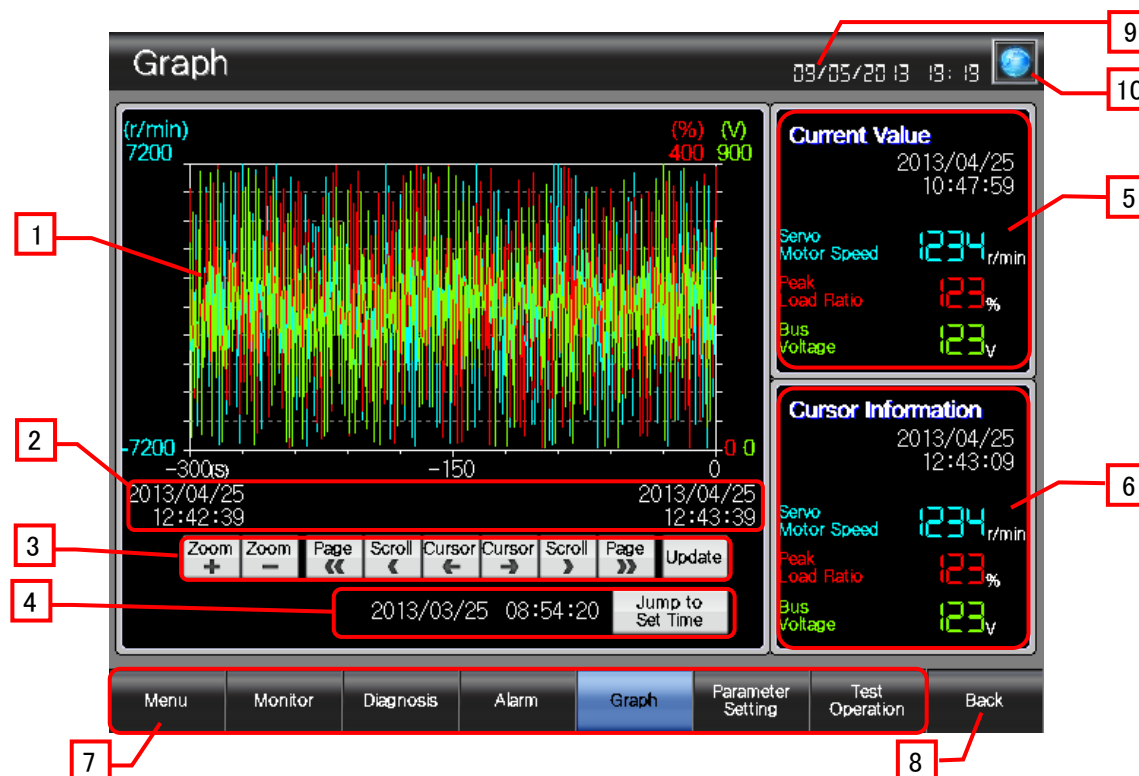 9
Graph
09/05/2013 19:19
10
(r/min) (%) (V)
7200 400 900
1
-7200 0 0
-300(s) -150 0
2
2013/04/25 2013/04/25
12:42:39 12:43:39
3
Zoom + Zoom - Page « Scroll ‹ Cursor ← Cursor → Scroll › Page » Update
4
2013/03/25 08:54:20 Jump to Set Time
Current Value
2013/04/25
10:47:59
5
Servo
Motor Speed 1234 r/min
Peak
Load Ratio 123 %
Bus
Voltage 123 V
Cursor Information
2013/04/25
12:43:09
6
Servo
Motor Speed 1234 r/min
Peak
Load Ratio 123 %
Bus
Voltage 123 V
Menu Monitor Diagnosis Alarm Graph Parameter Setting Test Operation Back
7 8